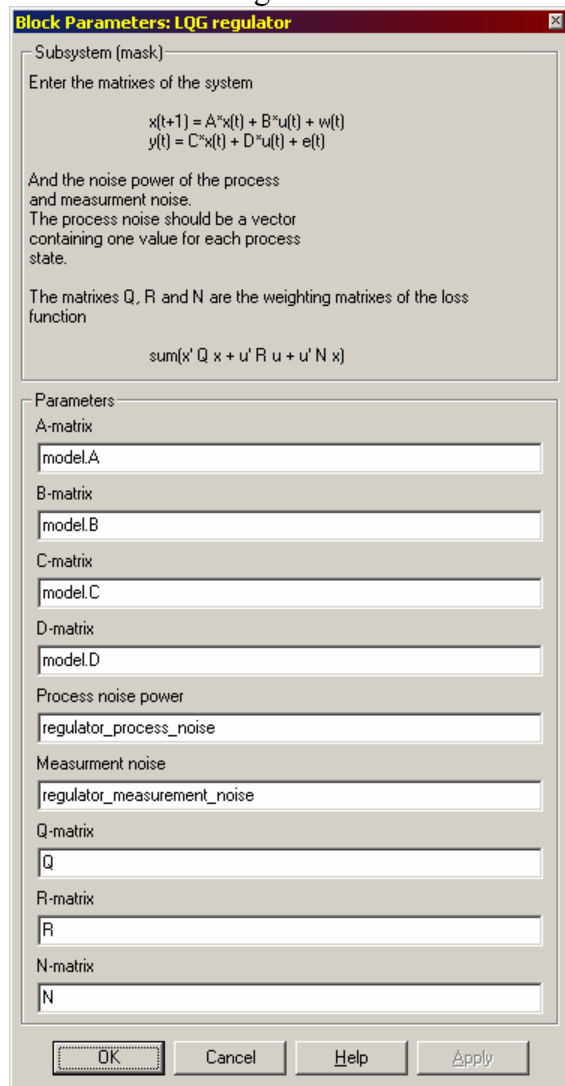 Block Parameters: LQG regulator
Subsystem (mask)
Enter the matrixes of the system
x(t+1) = A*x(t) + B*u(t) + w(t)
y(t) = C*x(t) + D*u(t) + e(t)
And the noise power of the process
and measurment noise.
The process noise should be a vector
containing one value for each process
state.
The matrixes Q, R and N are the weighting matrixes of the loss
function
sum(x' Q x + u' R u + u' N x)
Parameters
A-matrix
model.A
B-matrix
model.B
C-matrix
model.C
D-matrix
model.D
Process noise power
regulator_process_noise
Measurment noise
regulator_measurement_noise
Q-matrix
Q
R-matrix
R
N-matrix
N
OK Cancel Help Apply